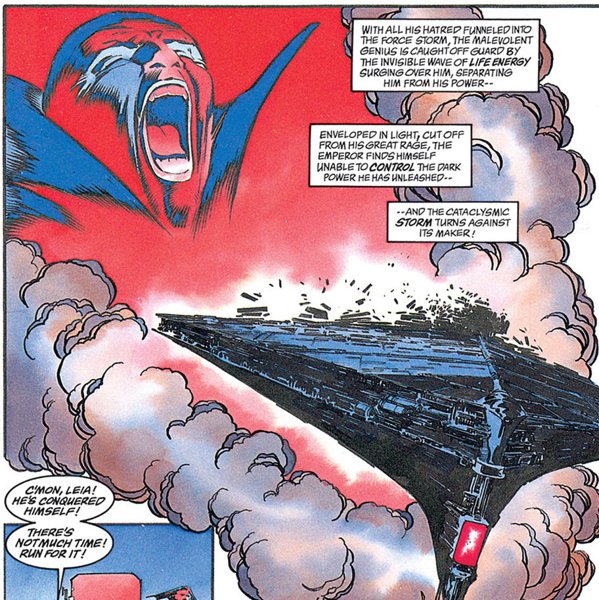 WITH ALL HIS HATRED FUNNELED INTO
THE FORCE STORM, THE MALEVOLENT
GENIUS IS CAUGHT OFF GUARD BY
THE INVISIBLE WAVE OF LIFE ENERGY
SURGING OVER HIM, SEPARATING
HIM FROM HIS POWER--
ENVELOPED IN LIGHT, CUT OFF
FROM HIS GREAT RAGE, THE
EMPEROR FINDS HIMSELF
UNABLE TO CONTROL THE DARK
POWER HE HAS UNLEASHED--
--AND THE CATACLYSMIC
STORM TURNS AGAINST
ITS MAKER!
C'MON, LEIA!
HE'S CONQUERED
HIMSELF!
THERE'S
NOT MUCH TIME!
RUN FOR IT!